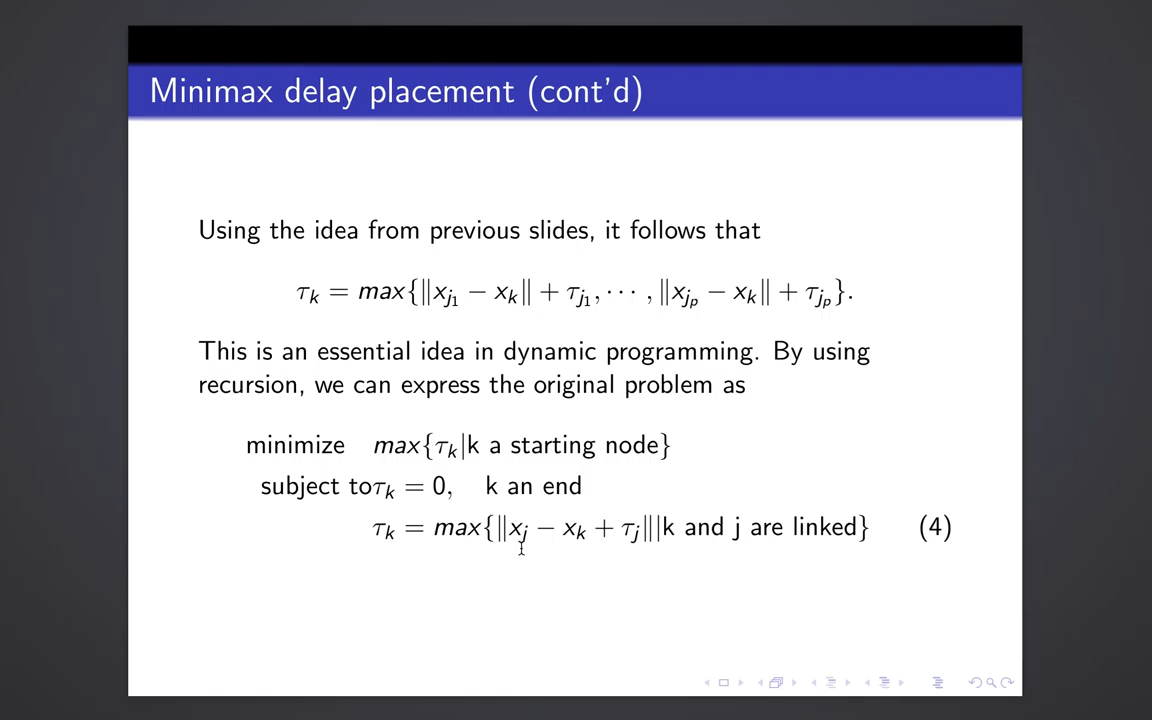 Minimax delay placement (cont'd)
Using the idea from previous slides, it follows that
τ_k = max{‖x_{j_1} − x_k‖ + τ_{j_1}, ⋯ , ‖x_{j_p} − x_k‖ + τ_{j_p}}.
This is an essential idea in dynamic programming. By using
recursion, we can express the original problem as
minimize max{τ_k|k a starting node}
subject toτ_k = 0, k an end
τ_k = max{‖x_j − x_k + τ_j‖|k and j are linked} (4)